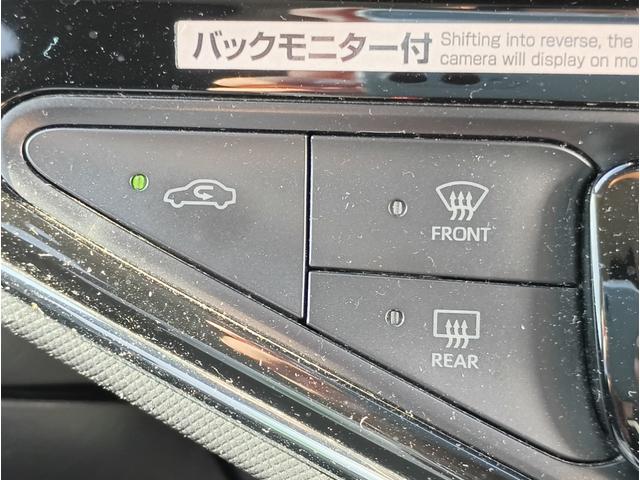 バックモニター付
Shifting into reverse, the
camera will display on mo
FRONT
REAR